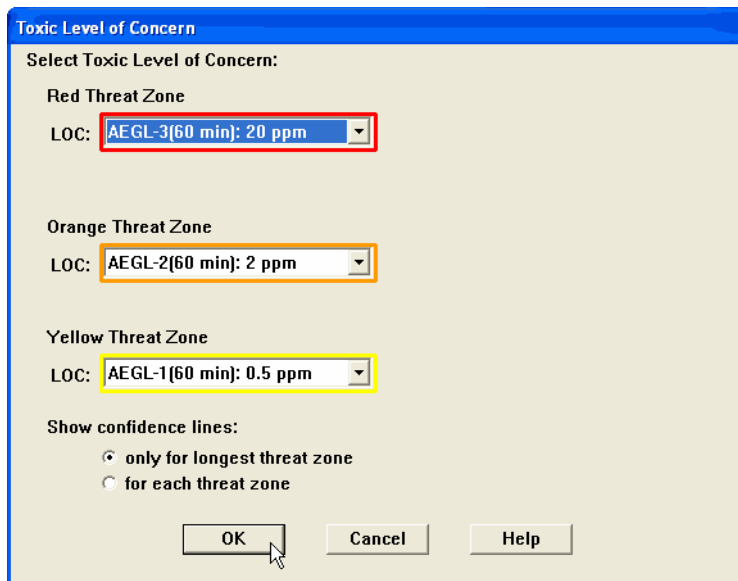 Toxic Level of Concern
Select Toxic Level of Concern:
Red Threat Zone
LOC: AEGL-3(60 min): 20 ppm
Orange Threat Zone
LOC: AEGL-2(60 min): 2 ppm
Yellow Threat Zone
LOC: AEGL-1(60 min): 0.5 ppm
Show confidence lines:
only for longest threat zone
for each threat zone
OK Cancel Help